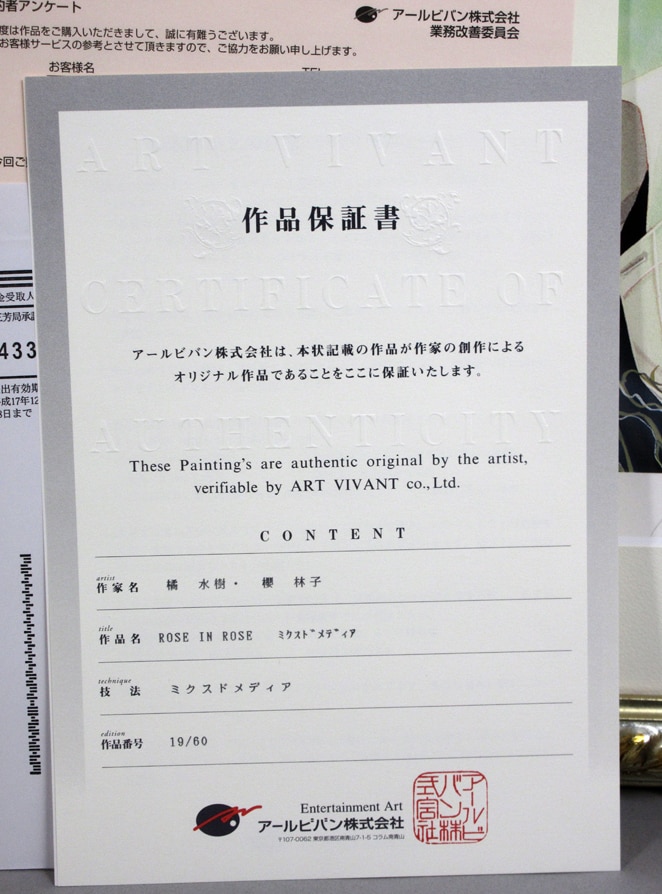 アンケート
アールビバン株式会社
業務改善委員会
度は作品をご購入いただきまして、誠に有難うございます。
お客様サービスの参考とさせて頂きますので、ご協力をお願い申し上げます。
お客様名
ART VIVANT
作品保証書
CERTIFICATE OF
アールビバン株式会社は、本状記載の作品が作家の創作による
オリジナル作品であることをここに保証いたします。
AUTHENTICITY
These Painting's are authentic original by the artist,
verifiable by ART VIVANT co.,Ltd.
CONTENT
artist
作家名 橘 水樹・ 櫻 林子
title
作品名 ROSE IN ROSE ミクストﾞメディア
technique
技 法 ミクスドメディア
edition
作品番号 19/60
Entertainment Art
アールビバン株式会社
〒107-0062 東京都港区南青山7-1-5 コラム南青山
433